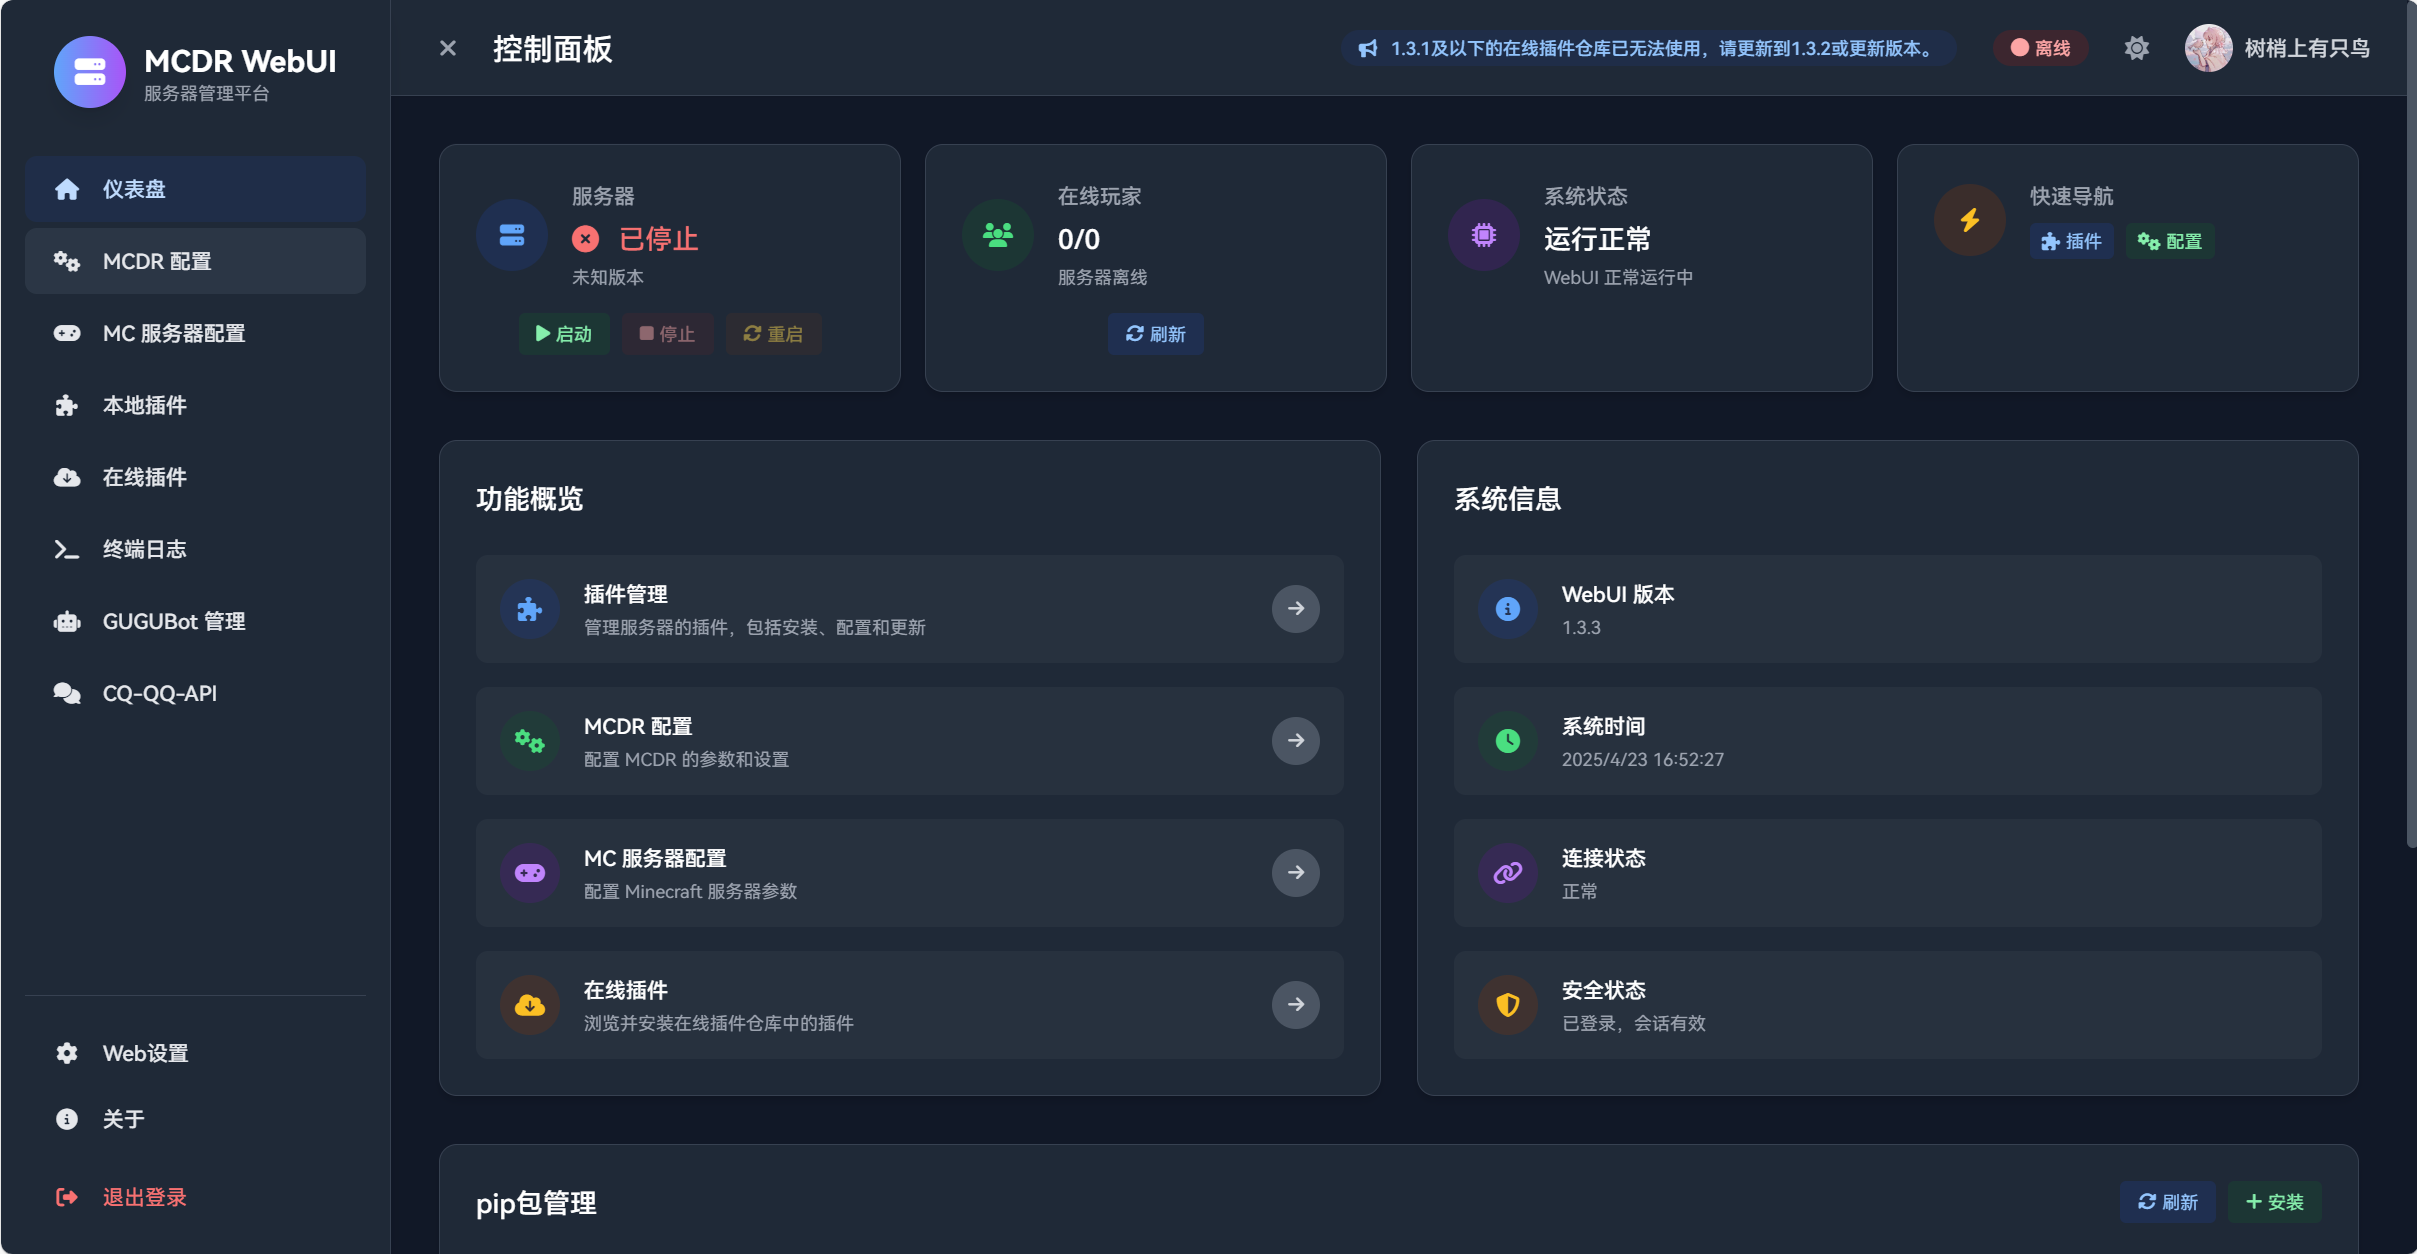 MCDR WebUI
服务器管理平台
仪表盘
MCDR 配置
MC 服务器配置
本地插件
在线插件
终端日志
GUGUBot 管理
CQ-QQ-API
Web设置
关于
退出登录
控制面板
1.3.1及以下的在线插件仓库已无法使用，请更新到1.3.2或更新版本。
离线
树梢上有只鸟
服务器
已停止
未知版本
启动
停止
重启
在线玩家
0/0
服务器离线
刷新
系统状态
运行正常
WebUI 正常运行中
快速导航
插件
配置
功能概览
插件管理
管理服务器的插件，包括安装、配置和更新
MCDR 配置
配置 MCDR 的参数和设置
MC 服务器配置
配置 Minecraft 服务器参数
在线插件
浏览并安装在线插件仓库中的插件
系统信息
WebUI 版本
1.3.3
系统时间
2025/4/23 16:52:27
连接状态
正常
安全状态
已登录，会话有效
pip包管理
刷新
安装